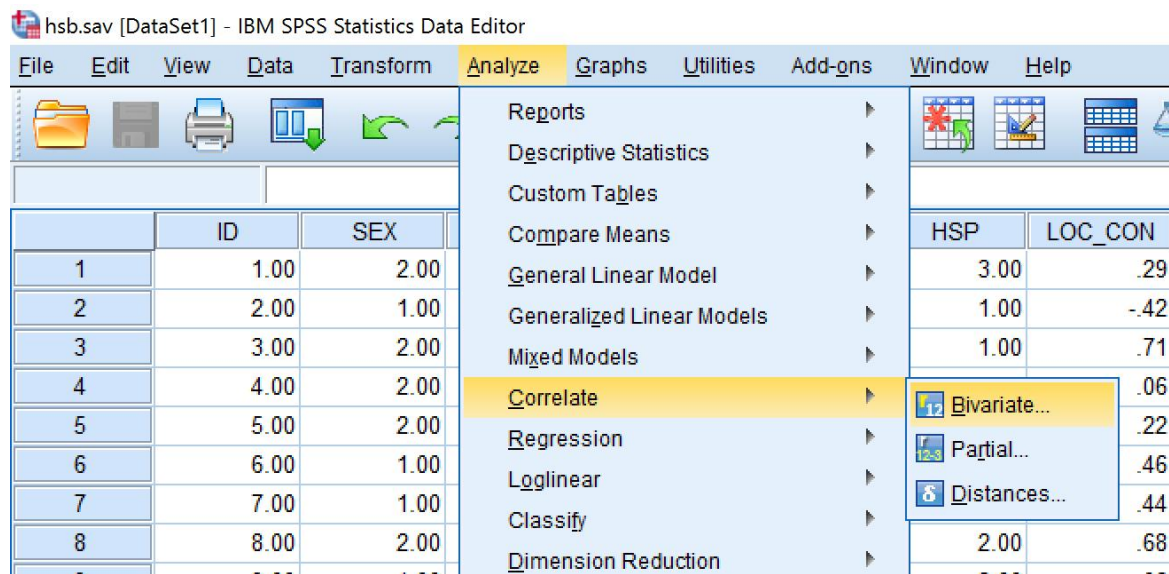 hsb.sav [DataSet1] - IBM SPSS Statistics Data Editor
File Edit View Data Transform Analyze Graphs Utilities Add-ons Window Help
Reports
Descriptive Statistics
Custom Tables
Compare Means
General Linear Model
Generalized Linear Models
Mixed Models
Correlate
Regression
Loglinear
Classify
Dimension Reduction
Bivariate...
Partial...
Distances...
ID SEX HSP LOC_CON
1 1.00 2.00 3.00 .29
2 2.00 1.00 1.00 -.42
3 3.00 2.00 1.00 .71
4 4.00 2.00 .06
5 5.00 2.00 .22
6 6.00 1.00 .46
7 7.00 1.00 .44
8 8.00 2.00 2.00 .68